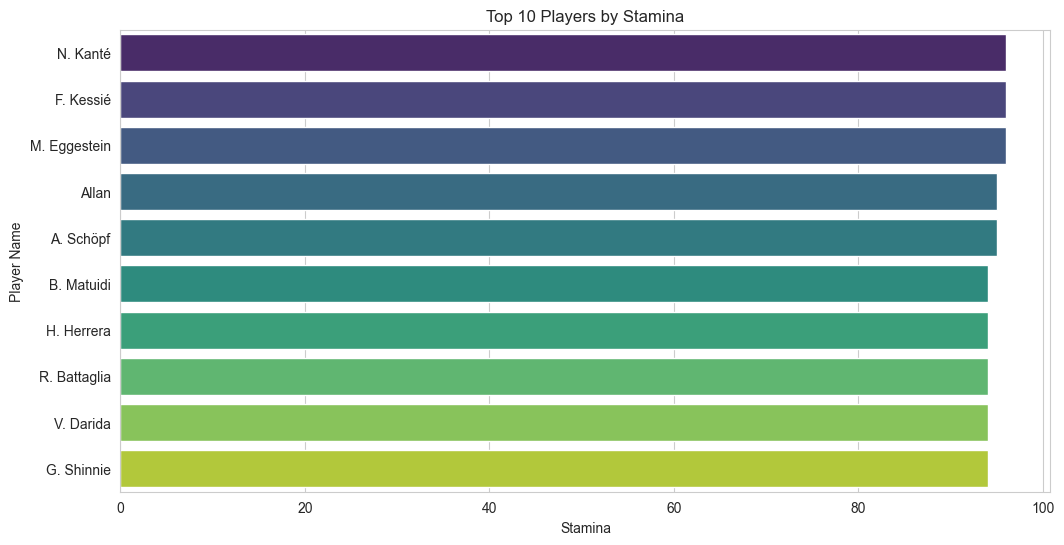 Top 10 Players by Stamina
Player Name
N. Kanté
F. Kessié
M. Eggestein
Allan
A. Schöpf
B. Matuidi
H. Herrera
R. Battaglia
V. Darida
G. Shinnie
0 20 40 60 80 100
Stamina